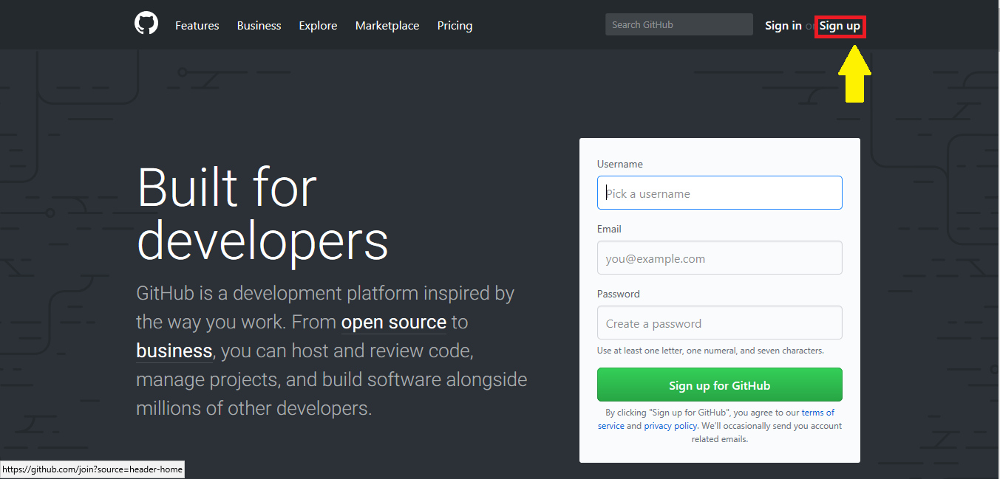 Features Business Explore Marketplace Pricing Search GitHub Sign in or Sign up
Built for
developers
GitHub is a development platform inspired by
the way you work. From open source to
business, you can host and review code,
manage projects, and build software alongside
millions of other developers.
Username
Pick a username
Email
you@example.com
Password
Create a password
Use at least one letter, one numeral, and seven characters.
Sign up for GitHub
By clicking "Sign up for GitHub", you agree to our terms of
service and privacy policy. We'll occasionally send you account
related emails.
https://github.com/join?source=header-home